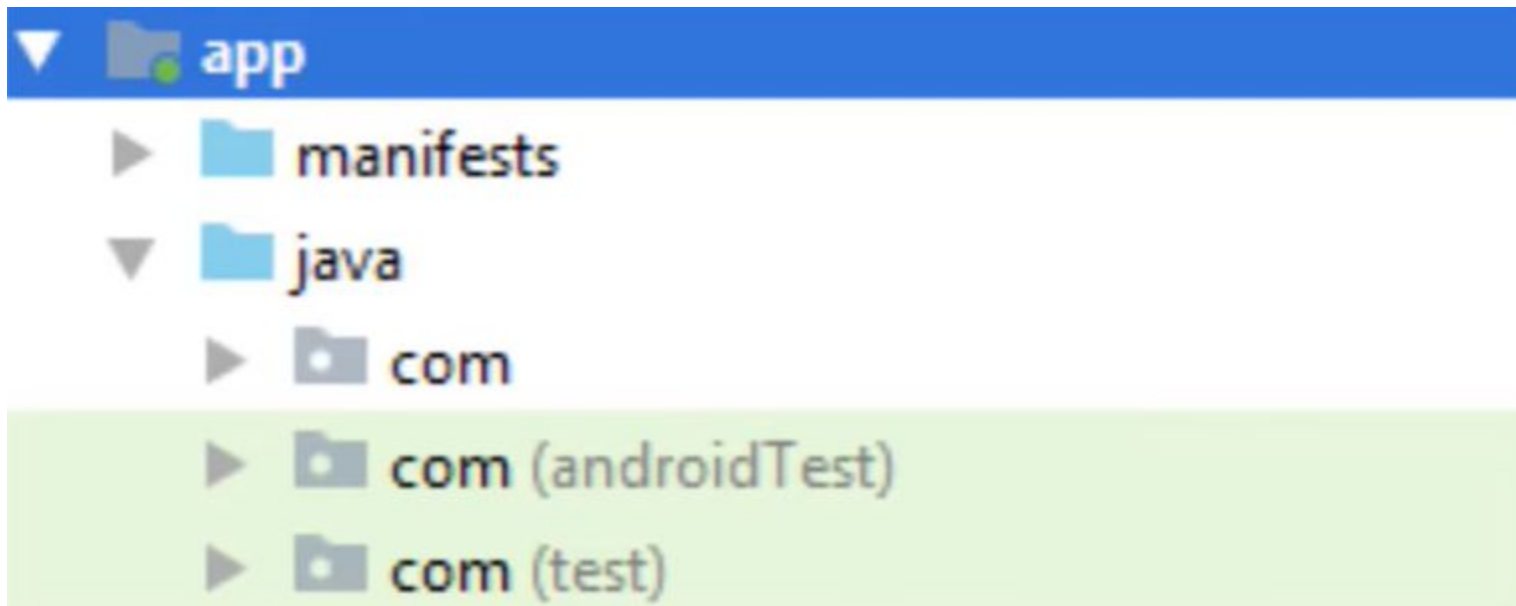 app
manifests
java
com
com (androidTest)
com (test)